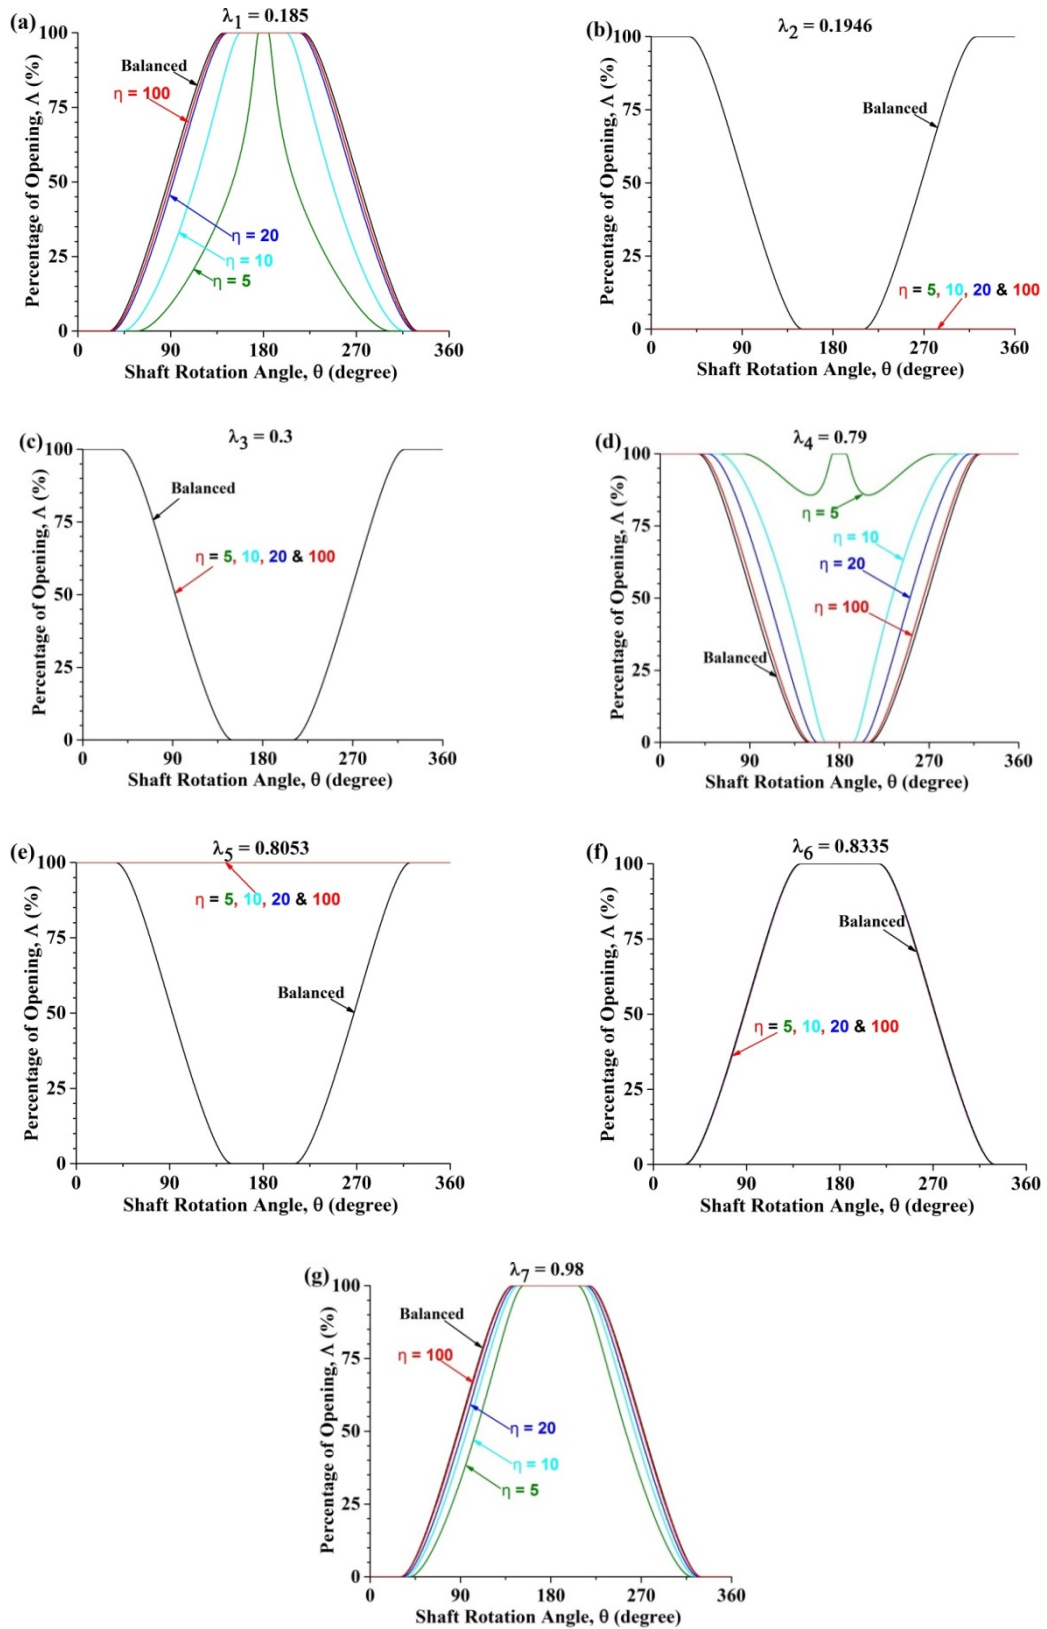 (a)
λ1 = 0.185
100
75
50
25
0
Percentage of Opening, Λ (%)
Balanced
η = 100
η = 20
η = 10
η = 5
0 90 180 270 360
Shaft Rotation Angle, θ (degree)
(b)
λ2 = 0.1946
100
75
50
25
0
Percentage of Opening, Λ (%)
Balanced
η = 5, 10, 20 & 100
0 90 180 270 360
Shaft Rotation Angle, θ (degree)
(c)
λ3 = 0.3
100
75
50
25
0
Percentage of Opening, Λ (%)
Balanced
η = 5, 10, 20 & 100
0 90 180 270 360
Shaft Rotation Angle, θ (degree)
(d)
λ4 = 0.79
100
75
50
25
0
Percentage of Opening, Λ (%)
η = 5
η = 10
η = 20
η = 100
Balanced
0 90 180 270 360
Shaft Rotation Angle, θ (degree)
(e)
λ5 = 0.8053
100
75
50
25
0
Percentage of Opening, Λ (%)
η = 5, 10, 20 & 100
Balanced
0 90 180 270 360
Shaft Rotation Angle, θ (degree)
(f)
λ6 = 0.8335
100
75
50
25
0
Percentage of Opening, Λ (%)
Balanced
η = 5, 10, 20 & 100
0 90 180 270 360
Shaft Rotation Angle, θ (degree)
(g)
λ7 = 0.98
100
75
50
25
0
Percentage of Opening, Λ (%)
Balanced
η = 100
η = 20
η = 10
η = 5
0 90 180 270 360
Shaft Rotation Angle, θ (degree)